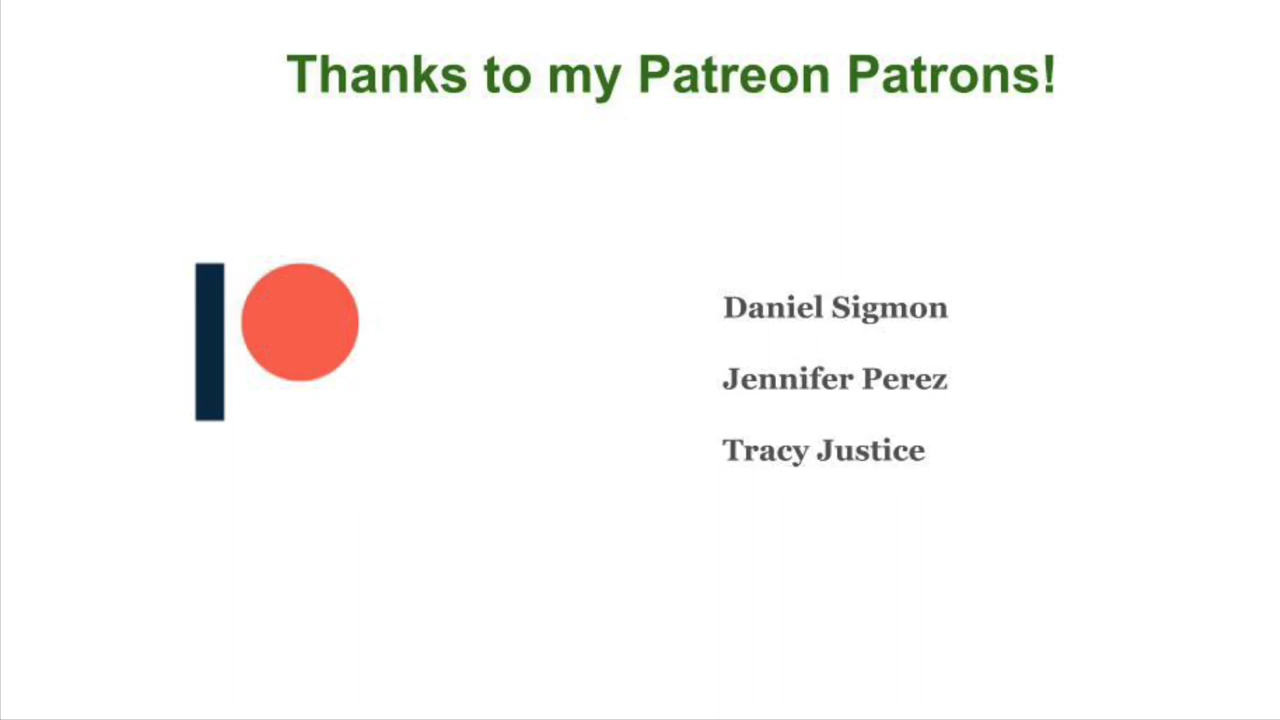 Thanks to my Patreon Patrons!
Daniel Sigmon
Jennifer Perez
Tracy Justice